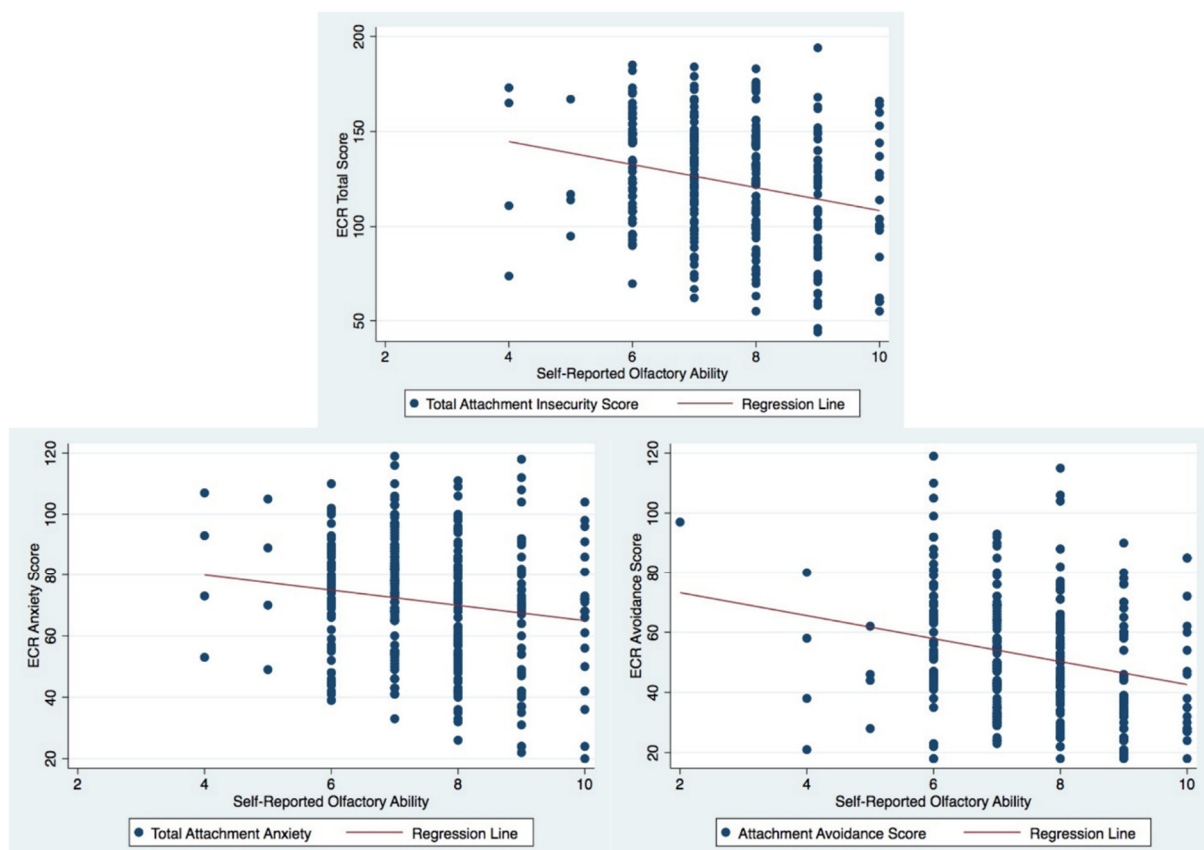 ECR Total Score
200
150
100
50
2 4 6 8 10
Self-Reported Olfactory Ability
Total Attachment Insecurity Score Regression Line
ECR Anxiety Score
120
100
80
60
40
20
2 4 6 8 10
Self-Reported Olfactory Ability
Total Attachment Anxiety Regression Line
ECR Avoidance Score
120
100
80
60
40
20
2 4 6 8 10
Self-Reported Olfactory Ability
Attachment Avoidance Score Regression Line